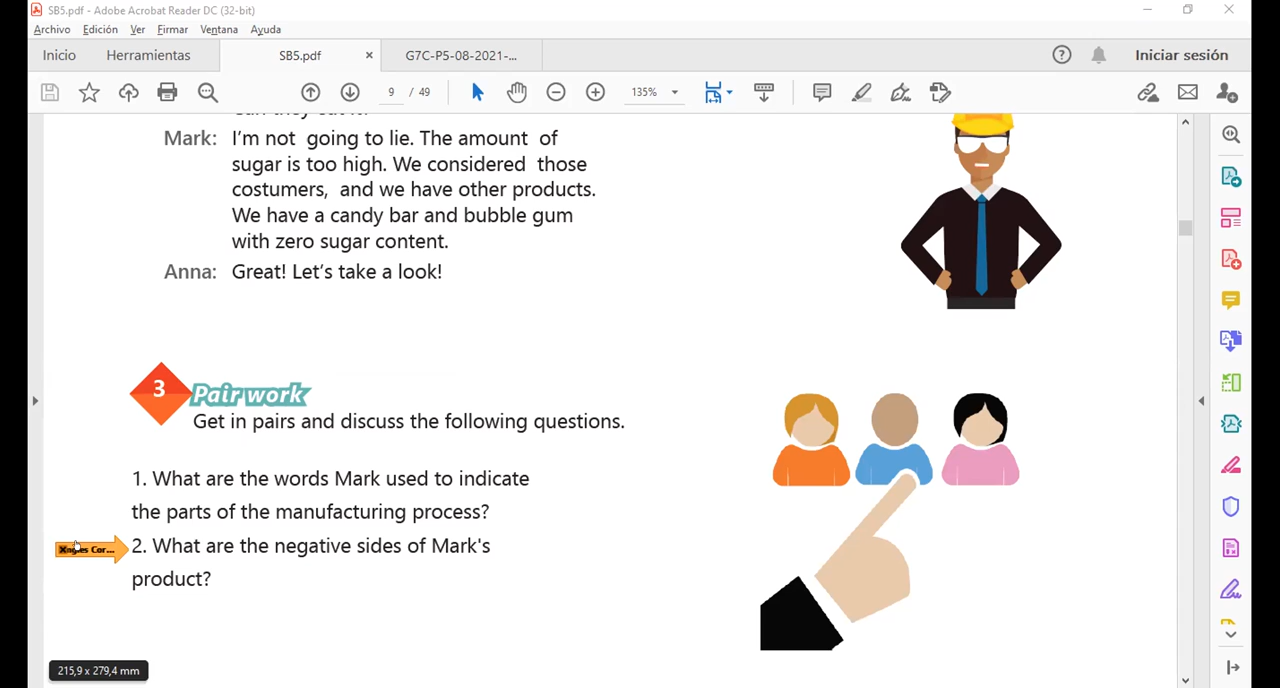 SB5.pdf - Adobe Acrobat Reader DC (32-bit)
Archivo Edición Ver Firmar Ventana Ayuda
Inicio Herramientas SB5.pdf × G7C-P5-08-2021-... Iniciar sesión
9 / 49 135%
Mark: I'm not going to lie. The amount of
sugar is too high. We considered those
costumers, and we have other products.
We have a candy bar and bubble gum
with zero sugar content.
Anna: Great! Let's take a look!
3 Pair work
Get in pairs and discuss the following questions.
1. What are the words Mark used to indicate
the parts of the manufacturing process?
2. What are the negative sides of Mark's
product?
215,9 x 279,4 mm